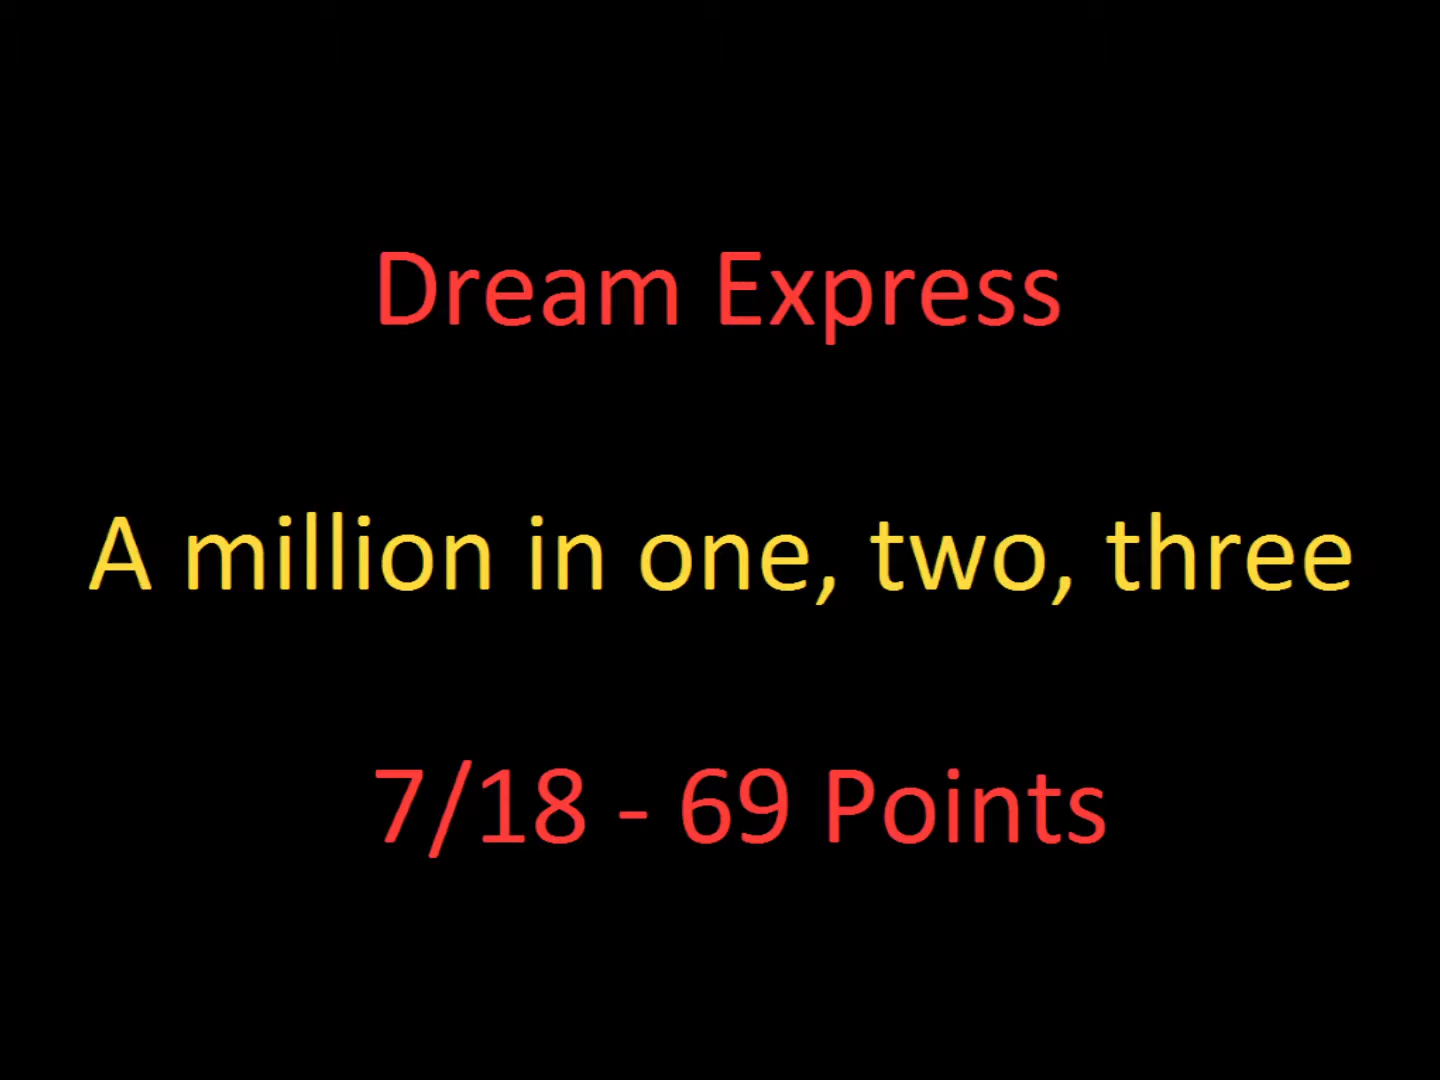 Dream Express
A million in one, two, three
7/18 - 69 Points